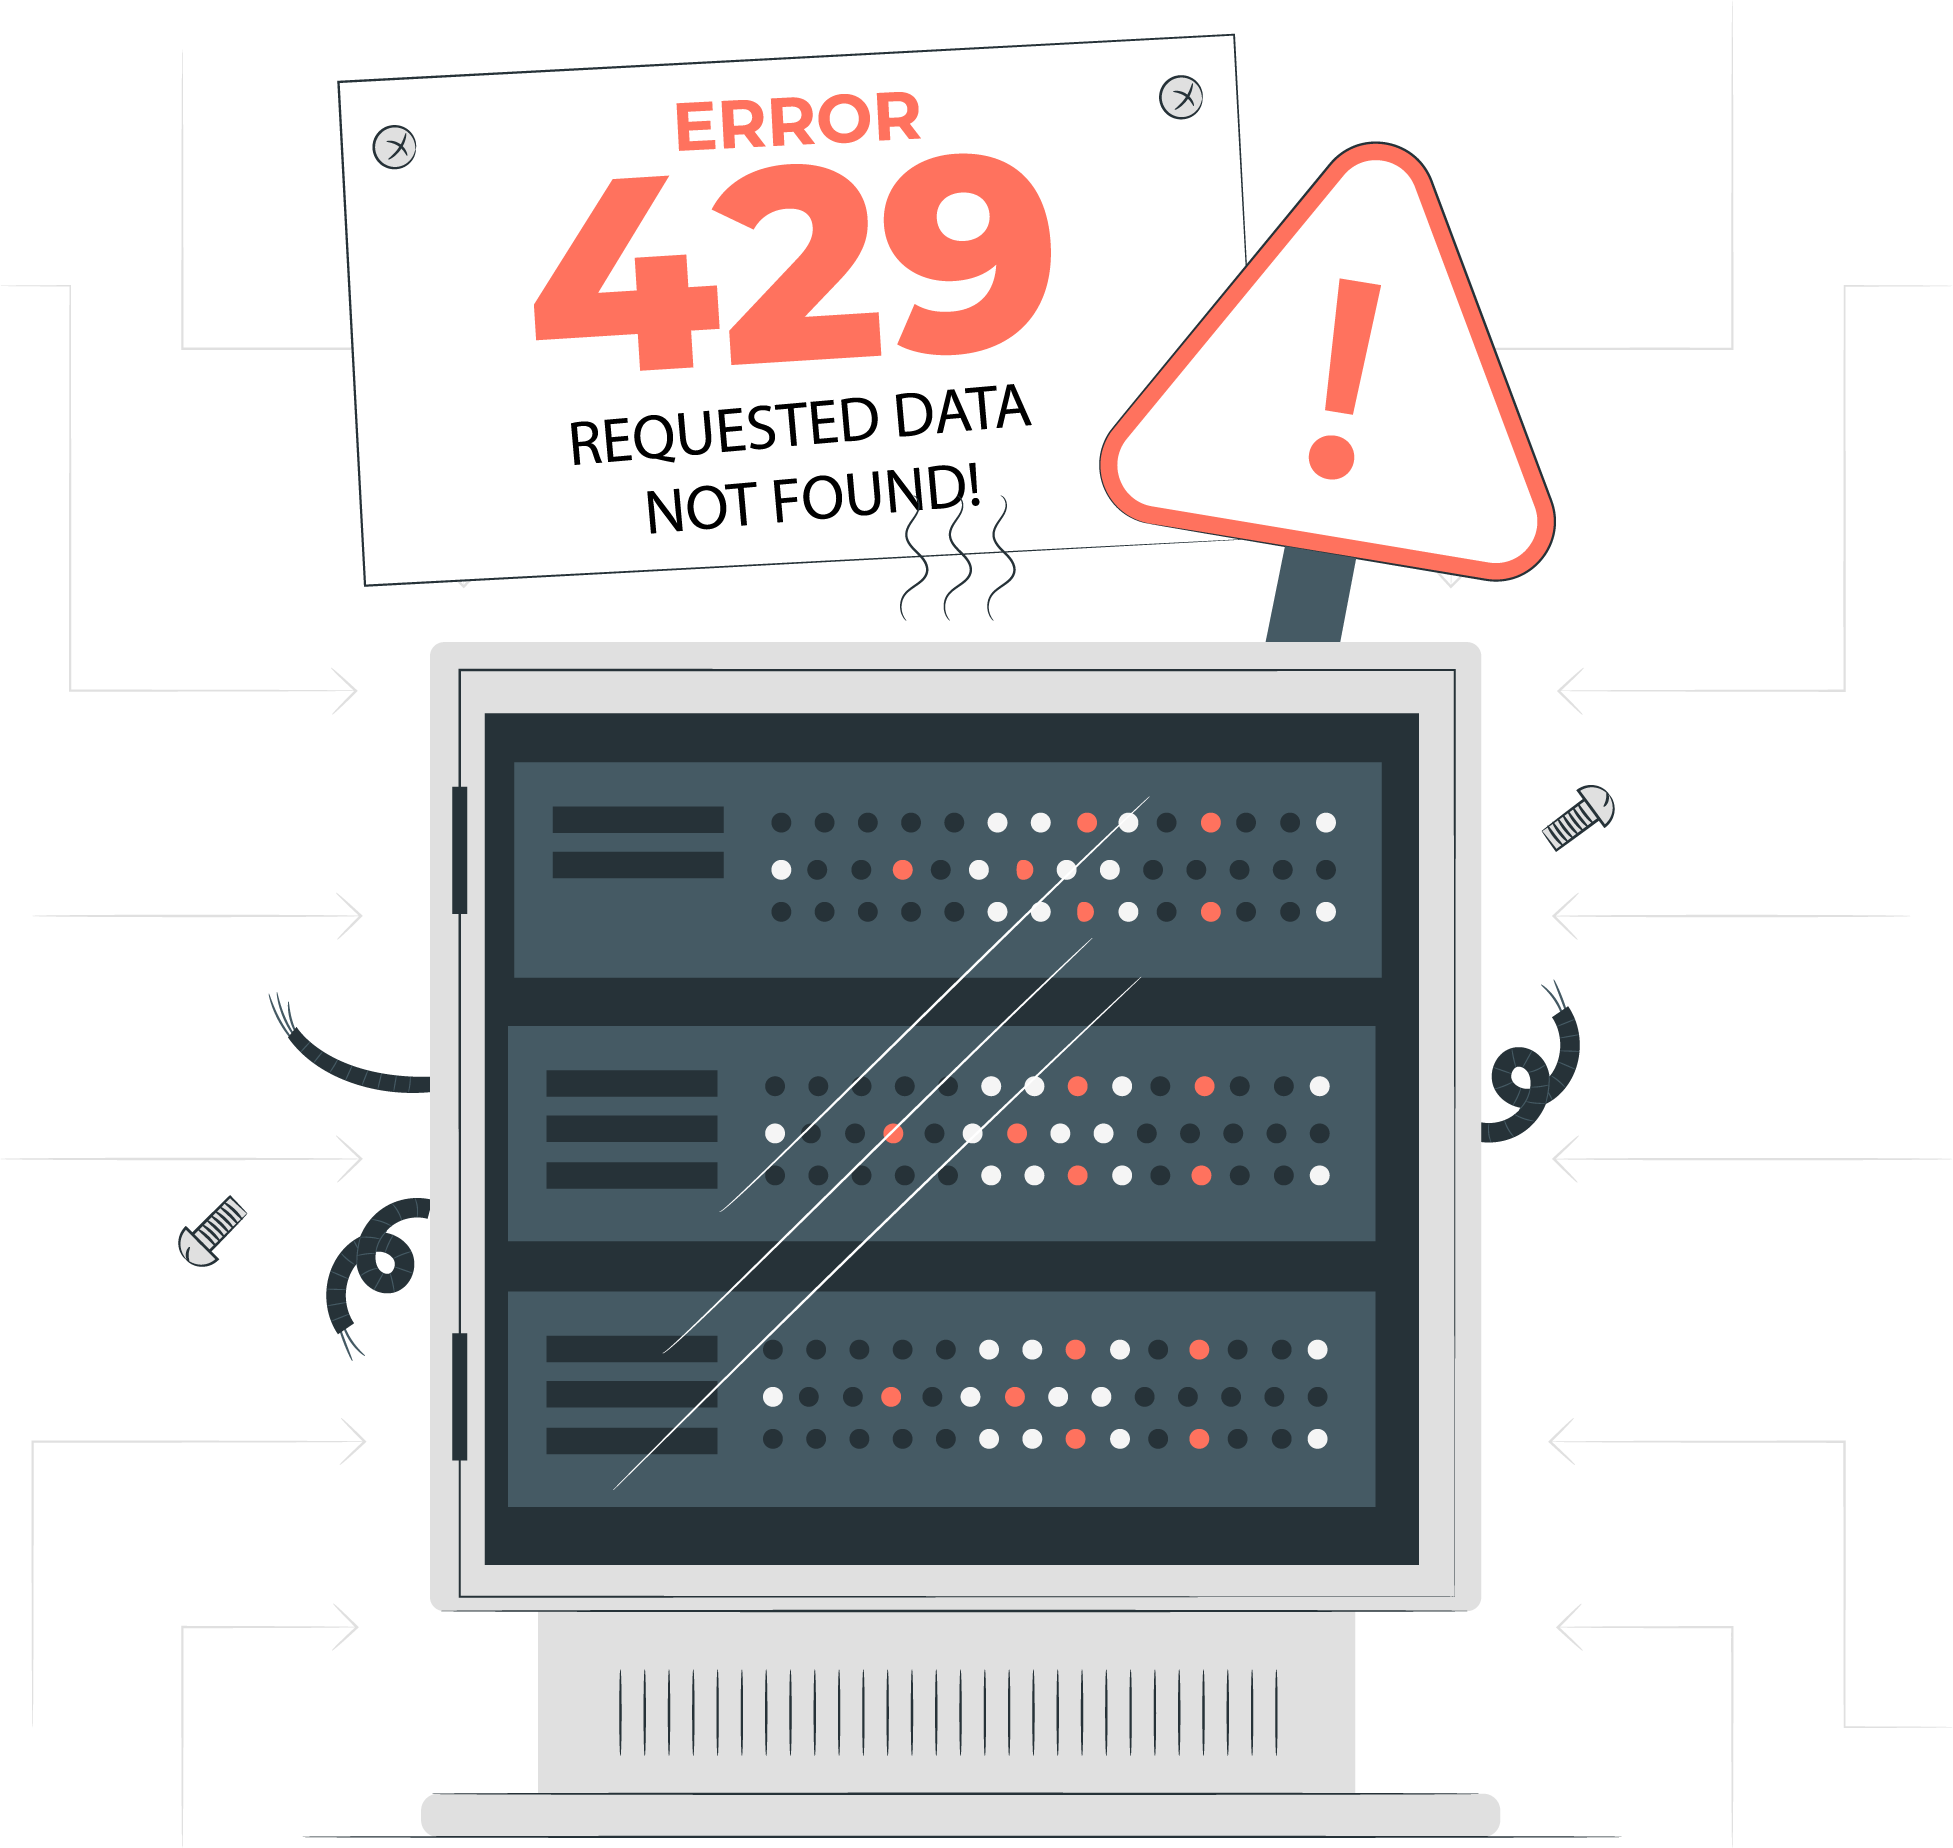 ERROR
429
REQUESTED DATA
NOT FOUND!
!